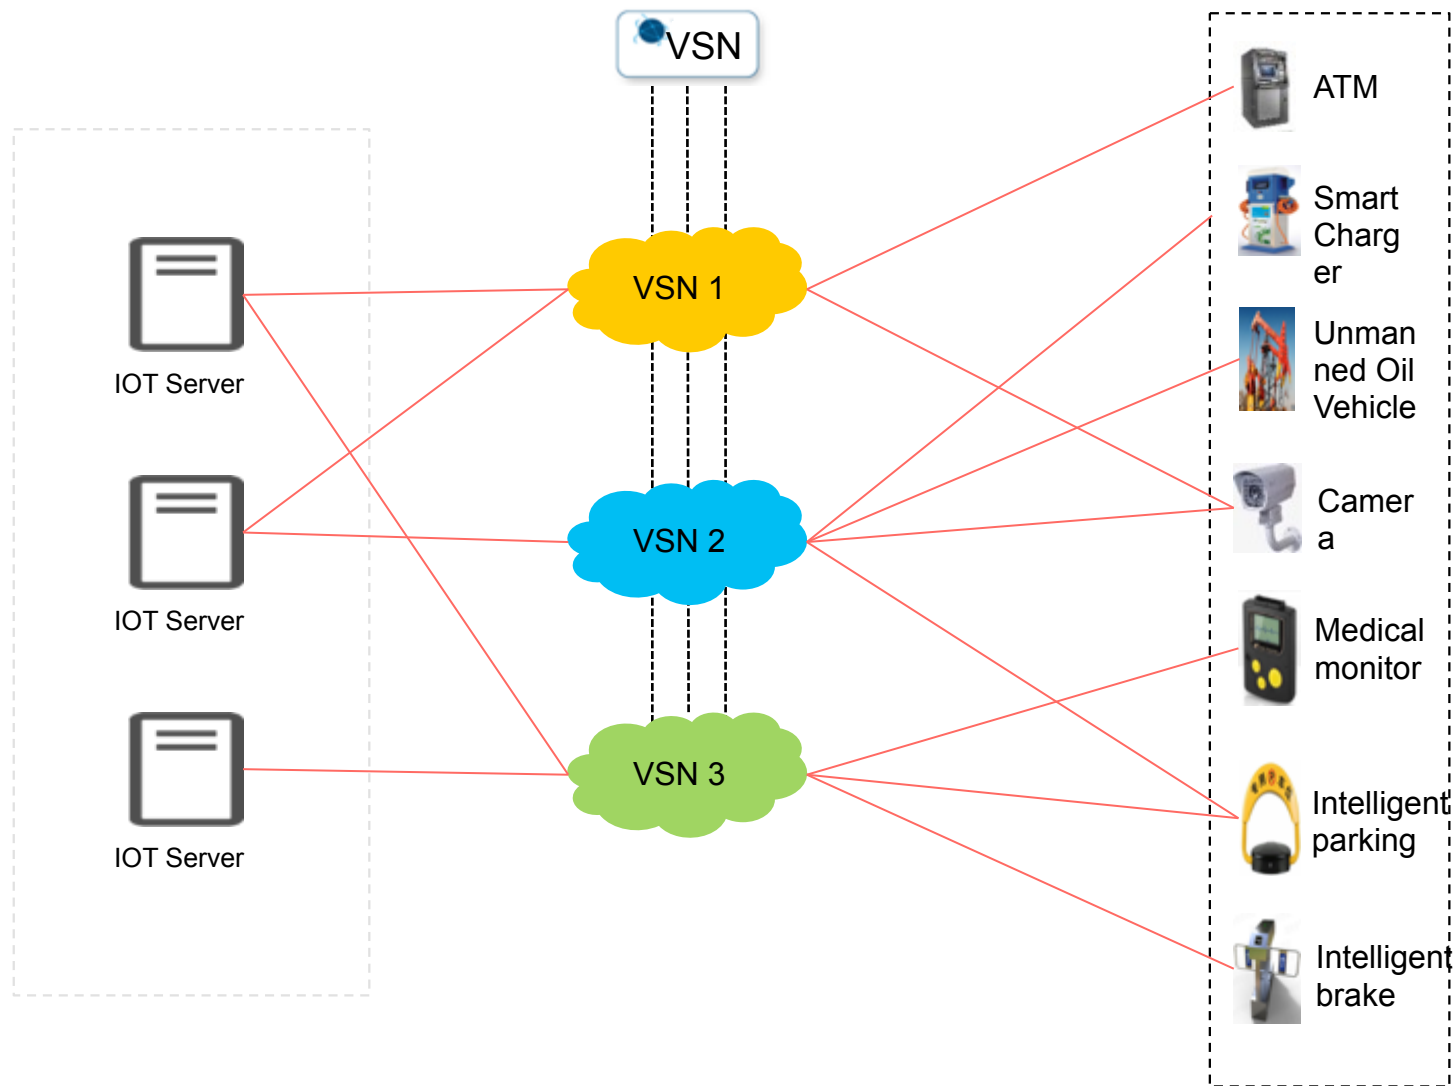 VSN
ATM
Smart
Charg
er
VSN 1
IOT Server
Unman
ned Oil
Vehicle
Camer
a
VSN 2
IOT Server
Medical
monitor
VSN 3
IOT Server
Intelligent
parking
Intelligent
brake